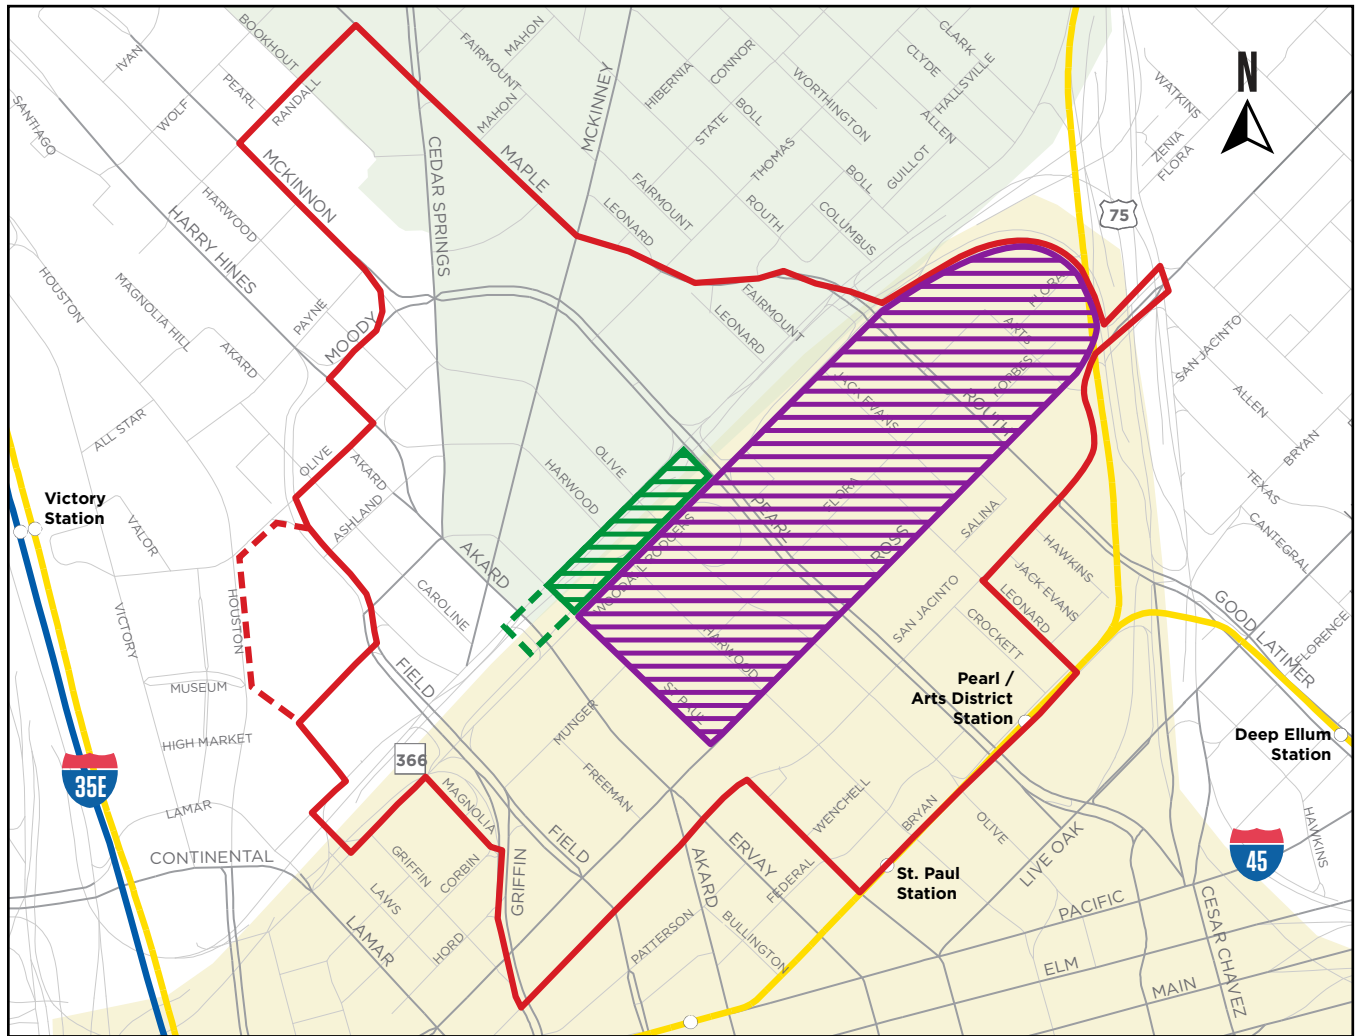 BOOKHOUT
IVAN
PEARL
RANDALL
WOLF
SANTIAGO
FAIRMOUNT
MAHON
MAHON
MCKINNEY
HIBERNIA
CONNOR
CLARK
CLYDE
HALLSVILLE
WORTHINGTON
ALLEN
STATE
BOLL
THOMAS
BOLL
GUILLOT
N
WATKINS
ZENIA
FLORA
75
MCKINNON
HARWOOD
HARRY HINES
CEDAR SPRINGS
MAPLE
FAIRMOUNT
LEONARD
ROUTH
COLUMBUS
HOUSTON
MAGNOLIA HILL
PAYNE
MOODY
AKARD
FAIRMOUNT
LEONARD
FLORA
ARTS
FORBES
JACK EVANS
ROUTH
SAN JACINTO
ALLEN
BRYAN
TEXAS
CANTEGRAL
ALL STAR
OLIVE
AKARD
ASHLAND
OLIVE
HARWOOD
FLORA
PEARL
ROSS
SALINA
HAWKINS
JACK EVANS
LEONARD
Victory
Station
VALOR
VICTORY
HOUSTON
CAROLINE
AKARD
WOODALL RODGERS
HARWOOD
ST PAUL
SAN JACINTO
CROCKETT
GOOD LATIMER
FLORENCE
MUSEUM
HIGH MARKET
FIELD
Pearl /
Arts District
Station
Deep Ellum
Station
35E
366
LAMAR
CONTINENTAL
MAGNOLIA
MUNGER
FREEMAN
FIELD
GRIFFIN
CORBIN
LAWS
HORD
LAMAR
GRIFFIN
AKARD
ERVAY
FEDERAL
WENCHELL
BRYAN
OLIVE
LIVE OAK
St. Paul
Station
PATTERSON
BULLINGTON
PACIFIC
ELM
MAIN
CESAR CHAVEZ
45
HAWKINS